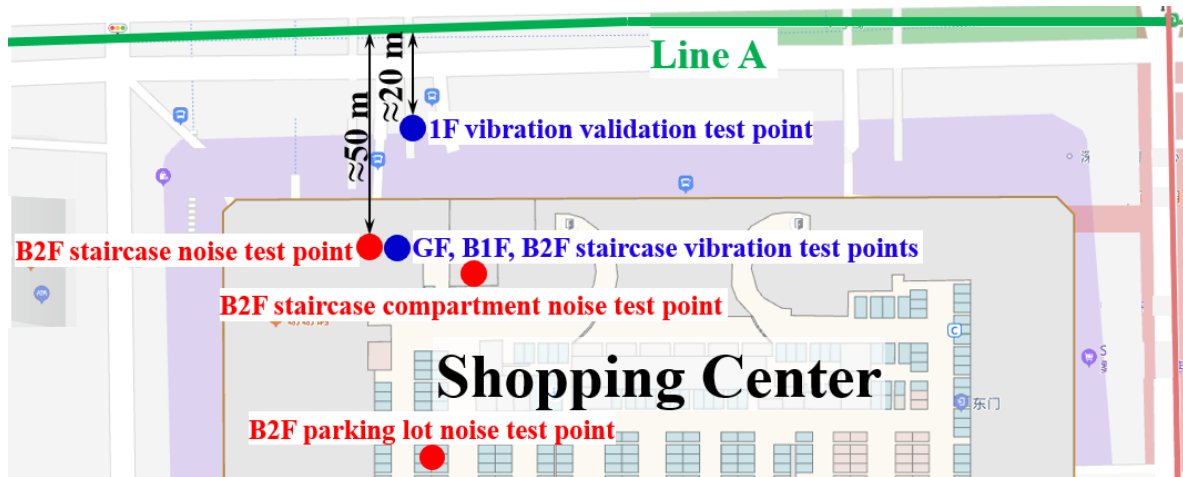 Line A
≈20 m
≈50 m
1F vibration validation test point
深
B2F staircase noise test point
GF, B1F, B2F staircase vibration test points
B2F staircase compartment noise test point
C
S
Shopping Center
东门
B2F parking lot noise test point